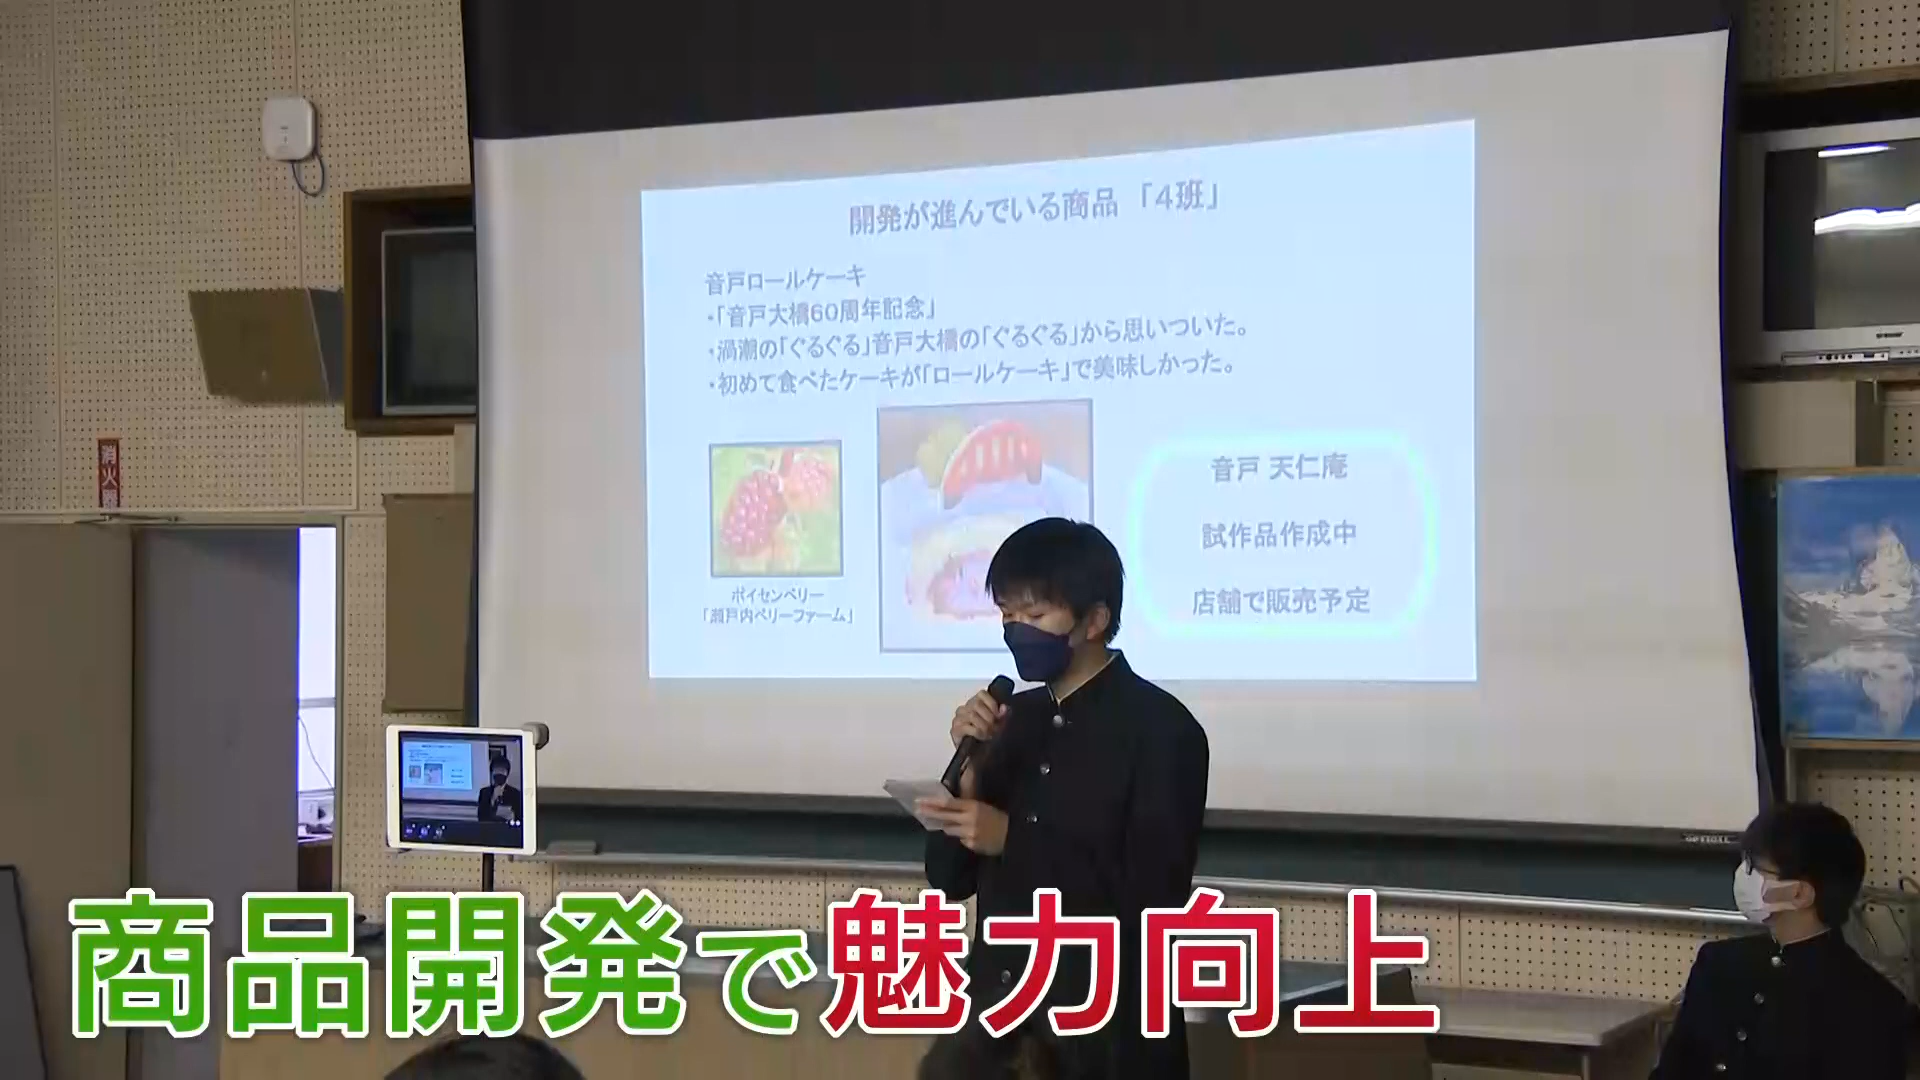 開発が進んでいる商品 「4班」
音戸ロールケーキ
・「音戸大橋60周年記念」
・渦潮の「ぐるぐる」音戸大橋の「ぐるぐる」から思いついた。
・初めて食べたケーキが「ロールケーキ」で美味しかった。
音戸 天仁庵
試作品作成中
店舗で販売予定
ボイセンベリー
「瀬戸内ベリーファーム」
消火器
商品開発で魅力向上